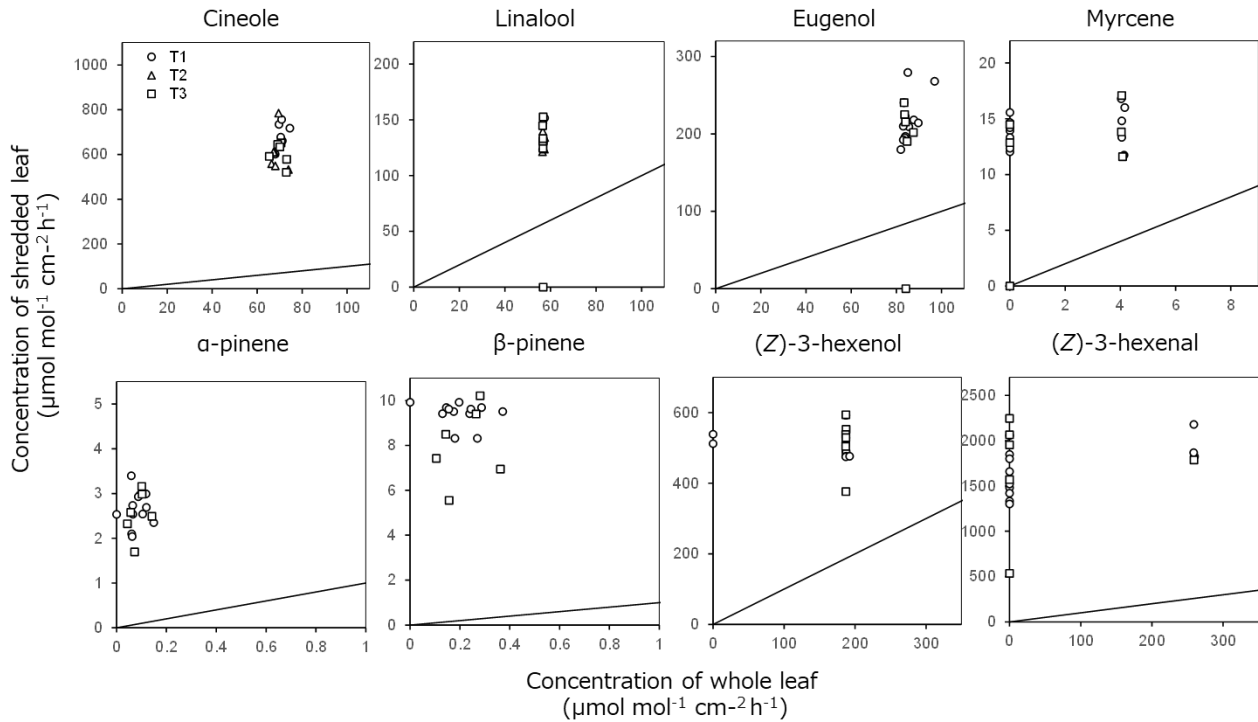 Cineole
Linalool
Eugenol
Myrcene
T1
T2
T3
1000
800
600
400
200
0
0 20 40 60 80 100
200
150
100
50
0
0 20 40 60 80 100
300
200
100
0
0 20 40 60 80 100
20
15
10
5
0
0 2 4 6 8
Concentration of shredded leaf
(μmol mol-1 cm-2 h-1)
α-pinene
β-pinene
(Z)-3-hexenol
(Z)-3-hexenal
5
4
3
2
1
0
0 0.2 0.4 0.6 0.8 1
10
8
6
4
2
0
0 0.2 0.4 0.6 0.8 1
600
400
200
0
0 100 200 300
2500
2000
1500
1000
500
0
0 100 200 300
Concentration of whole leaf
(μmol mol-1 cm-2 h-1)